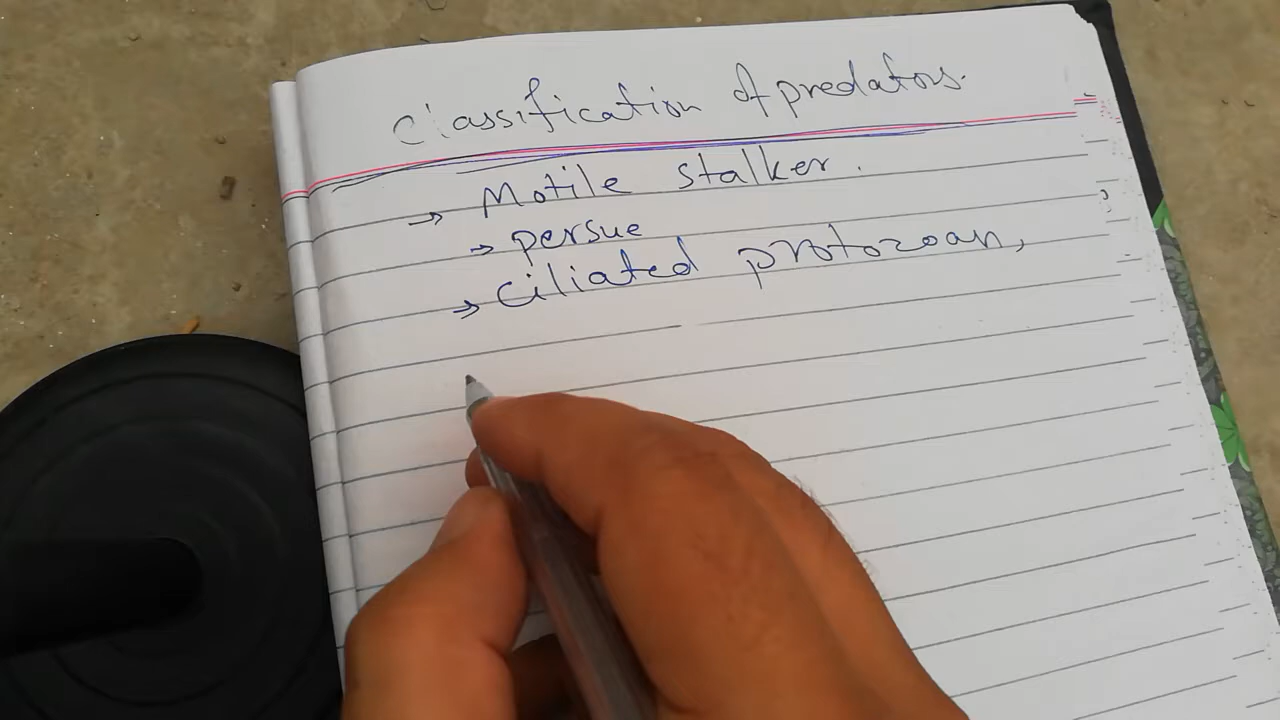 Classification of predators.
→ Motile stalker.
→ persue
→ ciliated protozoan,